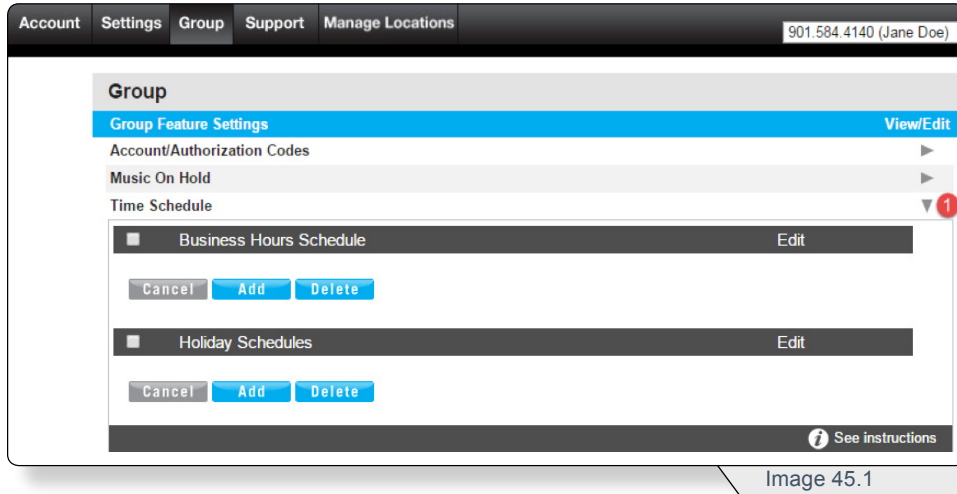 Account Settings Group Support Manage Locations
901.584.4140 (Jane Doe)
Group
Group Feature Settings View/Edit
Account/Authorization Codes
Music On Hold
Time Schedule 1
Business Hours Schedule Edit
Cancel Add Delete
Holiday Schedules Edit
Cancel Add Delete
i See instructions
Image 45.1